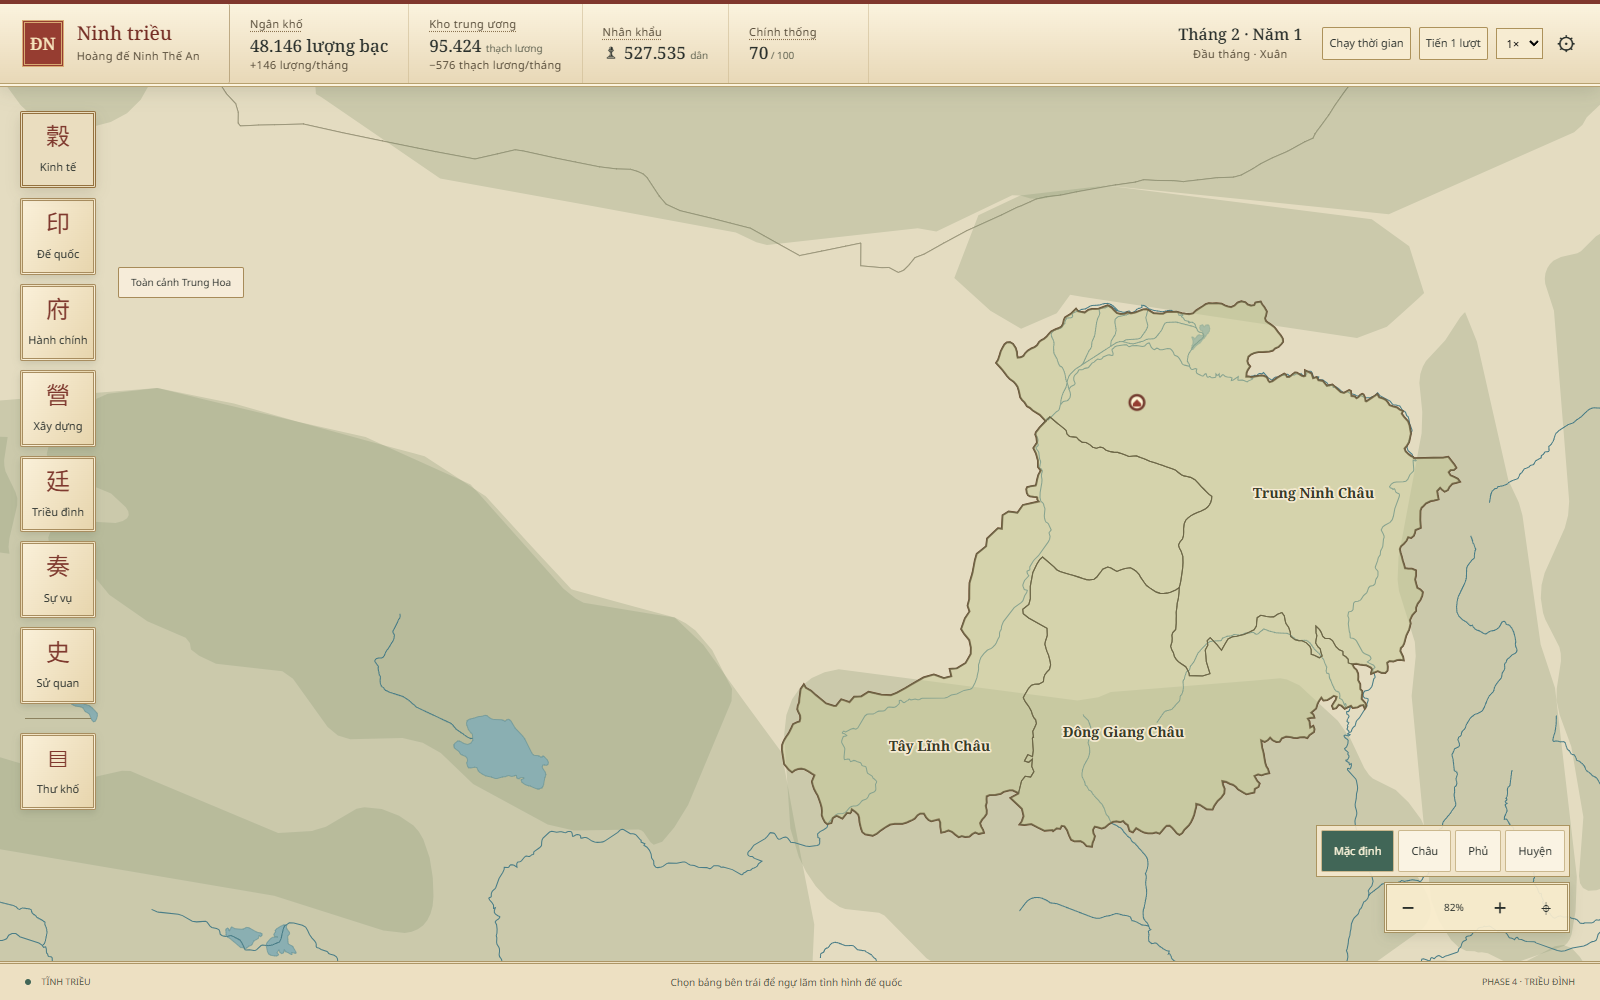 ĐN
Ninh triều
Hoàng đế Ninh Thế An
Ngân khố
48.146 lượng bạc
+146 lượng/tháng
Kho trung ương
95.424 thạch lương
−576 thạch lương/tháng
Nhân khẩu
527.535 dân
Chính thống
70 / 100
Tháng 2 · Năm 1
Đầu tháng · Xuân
Chạy thời gian
Tiến 1 lượt
1×
穀
Kinh tế
印
Đế quốc
府
Hành chính
營
Xây dựng
廷
Triều đình
奏
Sự vụ
史
Sử quan
▤
Thư khố
Toàn cảnh Trung Hoa
Trung Ninh Châu
Tây Lĩnh Châu
Đông Giang Châu
Mặc định
Châu
Phủ
Huyện
− 82% +
TĨNH TRIỀU
Chọn bảng bên trái để ngự lãm tình hình đế quốc
PHASE 4 · TRIỀU ĐÌNH